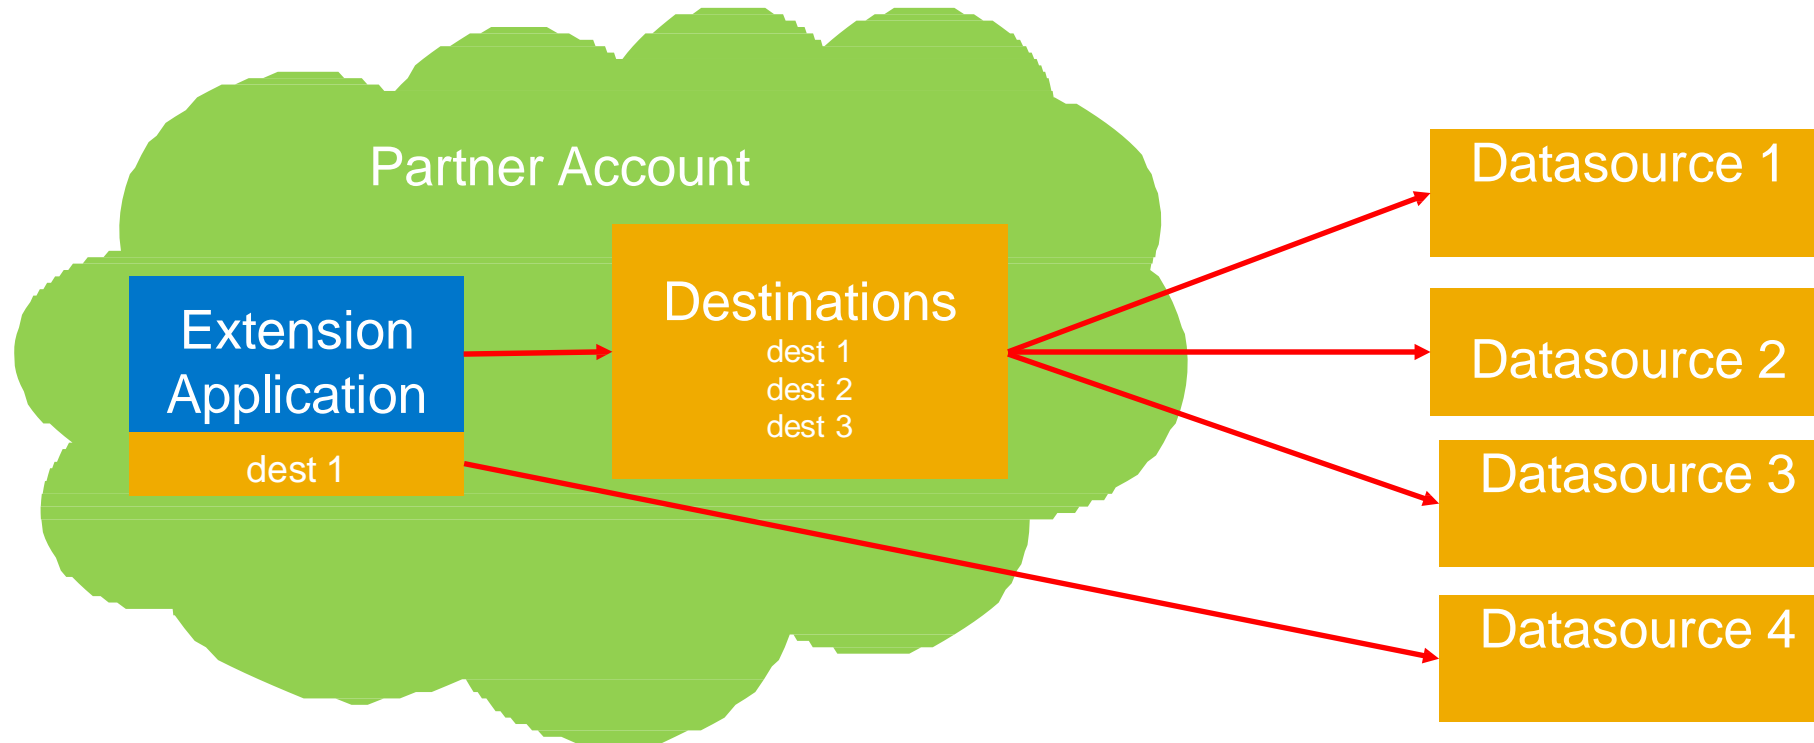 Partner Account
Extension
Application
dest 1
Destinations
dest 1
dest 2
dest 3
Datasource 1
Datasource 2
Datasource 3
Datasource 4